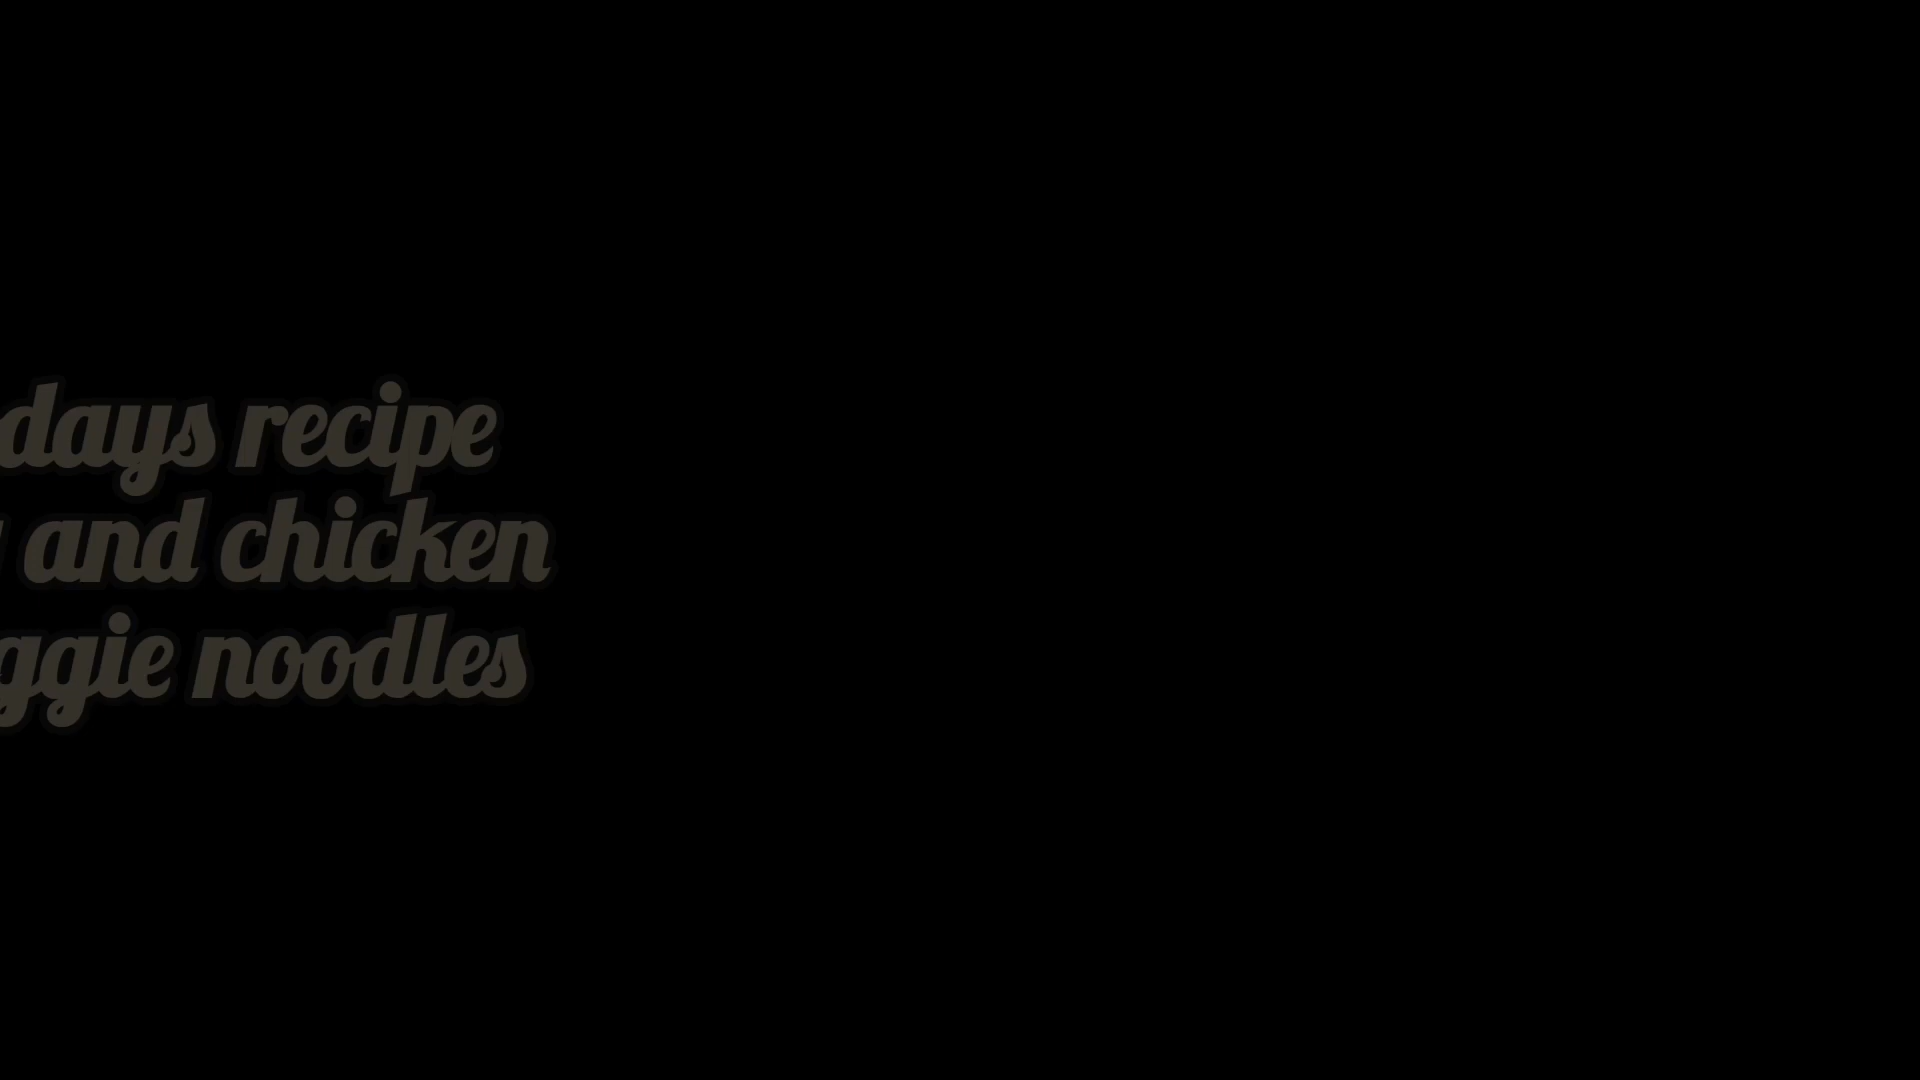 days recipe
and chicken
ggie noodles